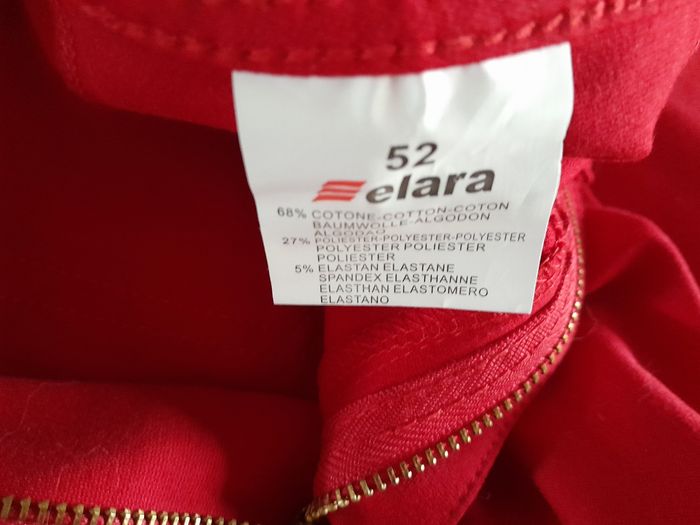 52
elara
68% COTONE-COTTON-COTON
BAUMWOLLE-ALGODON
ALGODAO
27% POLIESTER-POLYESTER-POLYESTER
POLYESTER POLIESTER
POLIESTER
5% ELASTAN ELASTANE
SPANDEX ELASTHANNE
ELASTHAN ELASTOMERO
ELASTANO